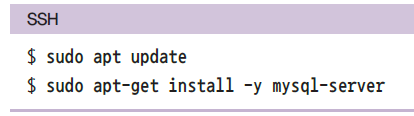 SSH
$ sudo apt update
$ sudo apt-get install -y mysql-server